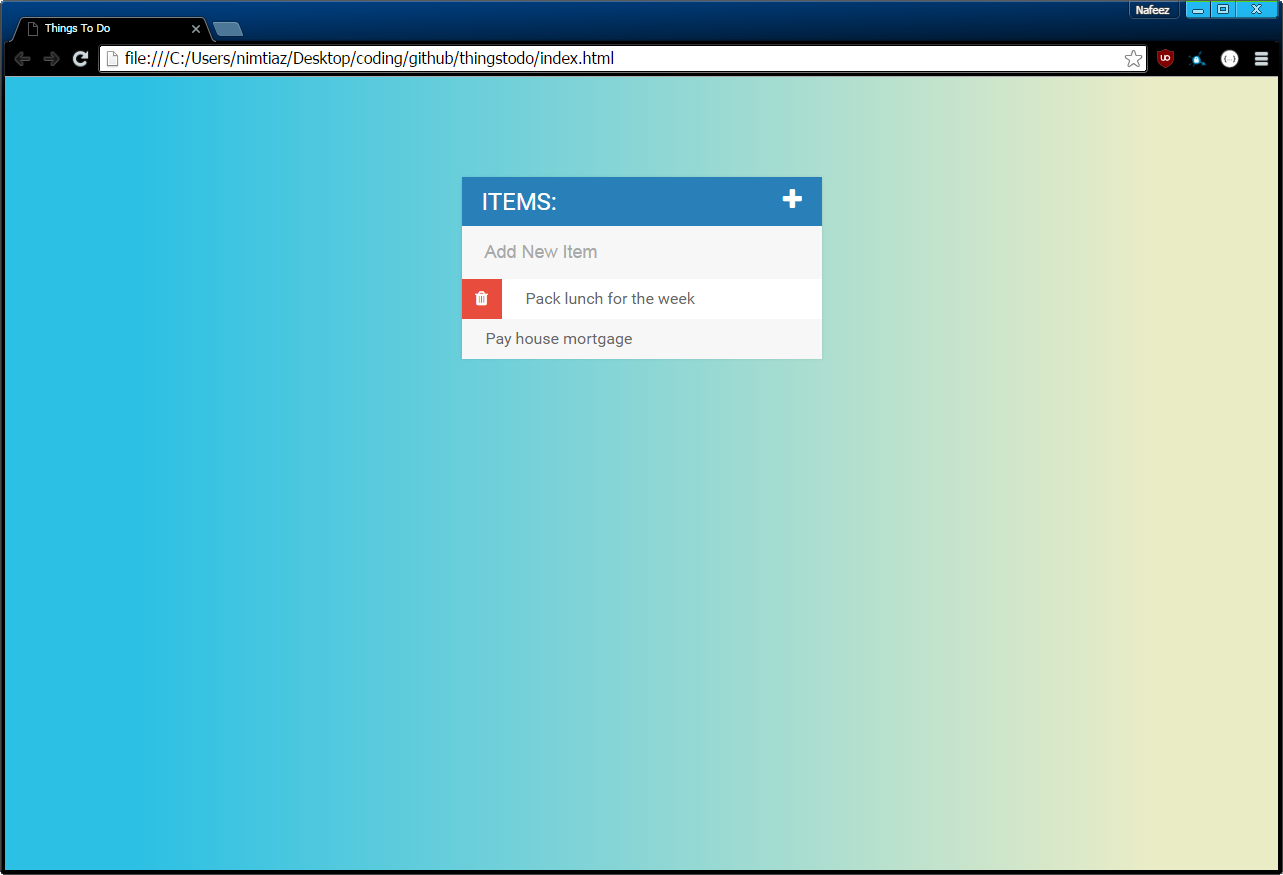 Nafeez
Things To Do
file:///C:/Users/nimtiaz/Desktop/coding/github/thingstodo/index.html
ITEMS:
Add New Item
Pack lunch for the week
Pay house mortgage